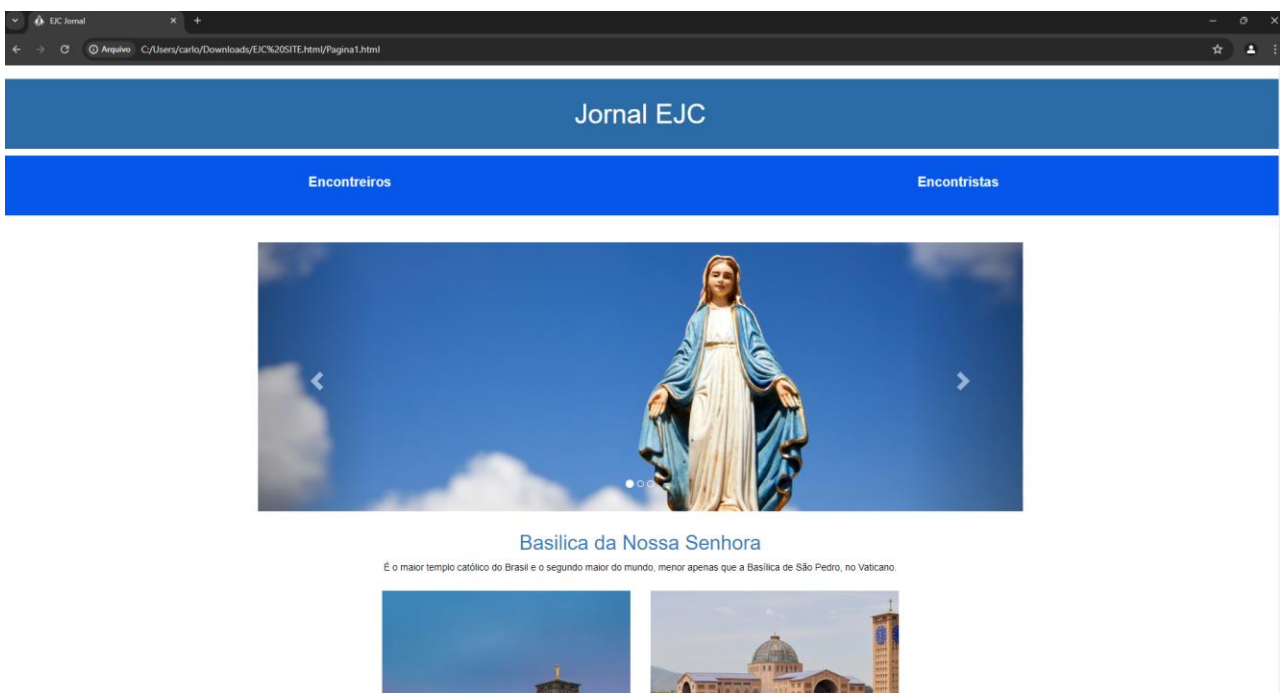 EJC Jornal
Arquivo C:/Users/carlo/Downloads/EJC%20SITE.html/Pagina1.html
Jornal EJC
Encontreiros Encontristas
Basilica da Nossa Senhora
É o maior templo católico do Brasil e o segundo maior do mundo, menor apenas que a Basílica de São Pedro, no Vaticano.